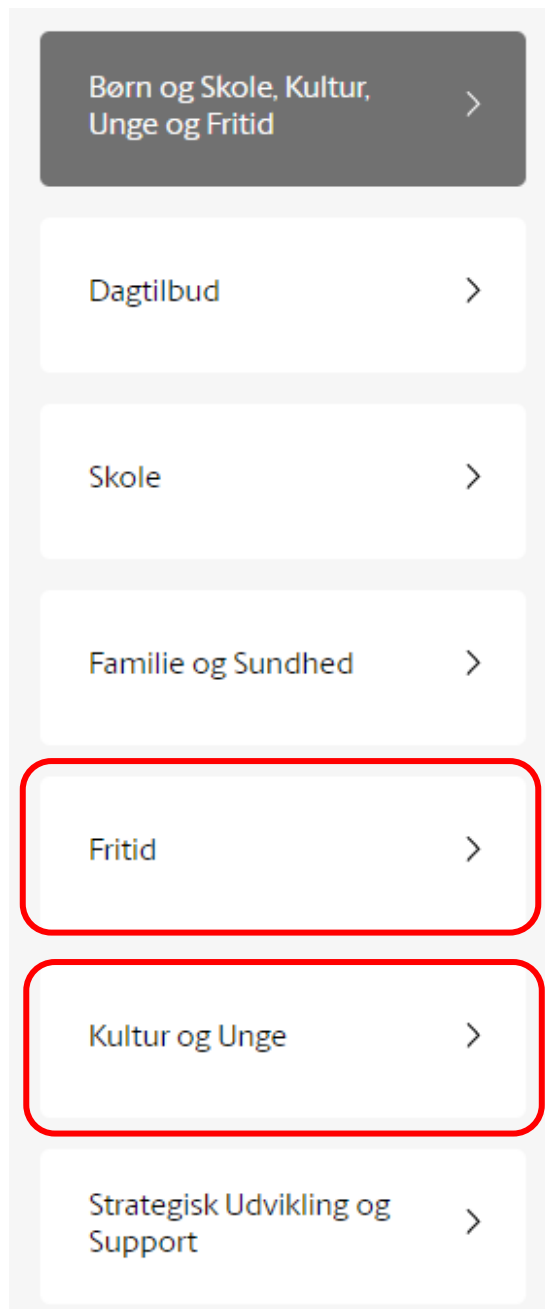 Børn og Skole, Kultur,
Unge og Fritid
Dagtilbud
Skole
Familie og Sundhed
Fritid
Kultur og Unge
Strategisk Udvikling og
Support